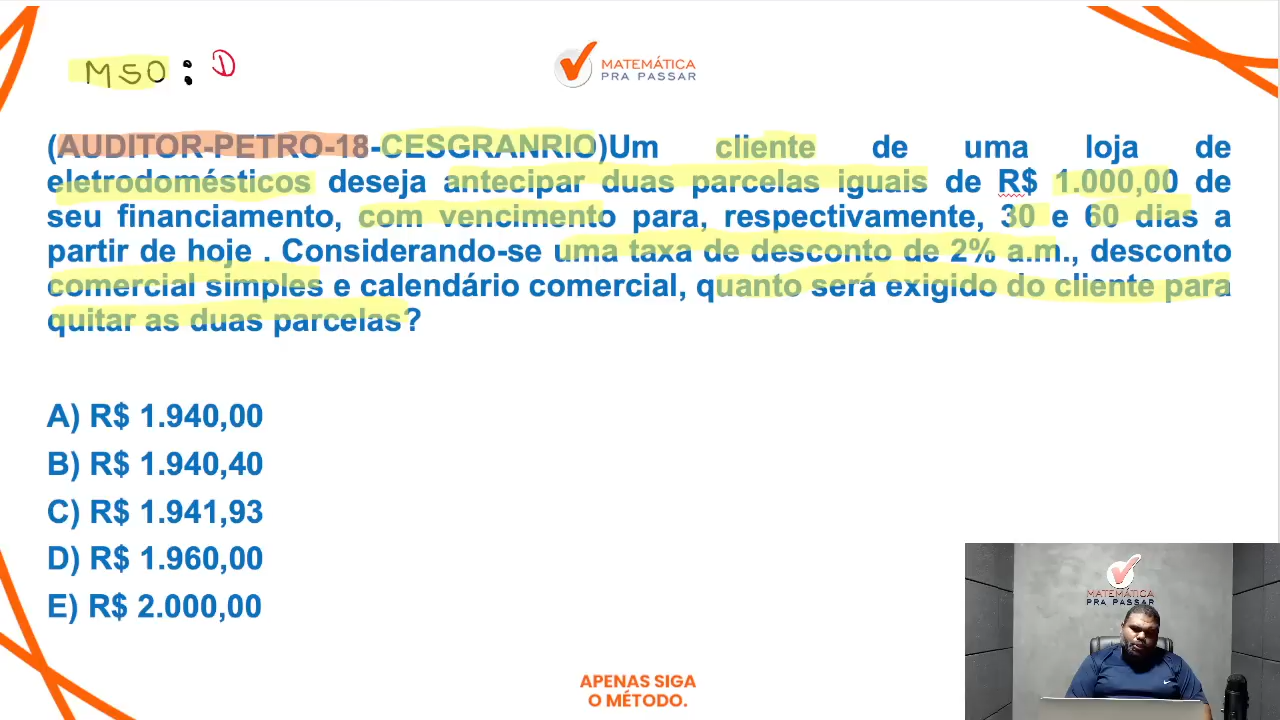 M50 : D
MATEMÁTICA
PRA PASSAR
(AUDITOR-PETRO-18-CESGRANRIO)Um cliente de uma loja de
eletrodomésticos deseja antecipar duas parcelas iguais de R$ 1.000,00 de
seu financiamento, com vencimento para, respectivamente, 30 e 60 dias a
partir de hoje . Considerando-se uma taxa de desconto de 2% a.m., desconto
comercial simples e calendário comercial, quanto será exigido do cliente para
quitar as duas parcelas?
A) R$ 1.940,00
B) R$ 1.940,40
C) R$ 1.941,93
D) R$ 1.960,00
E) R$ 2.000,00
MATEMÁTICA
PRA PASSAR
APENAS SIGA
O MÉTODO.